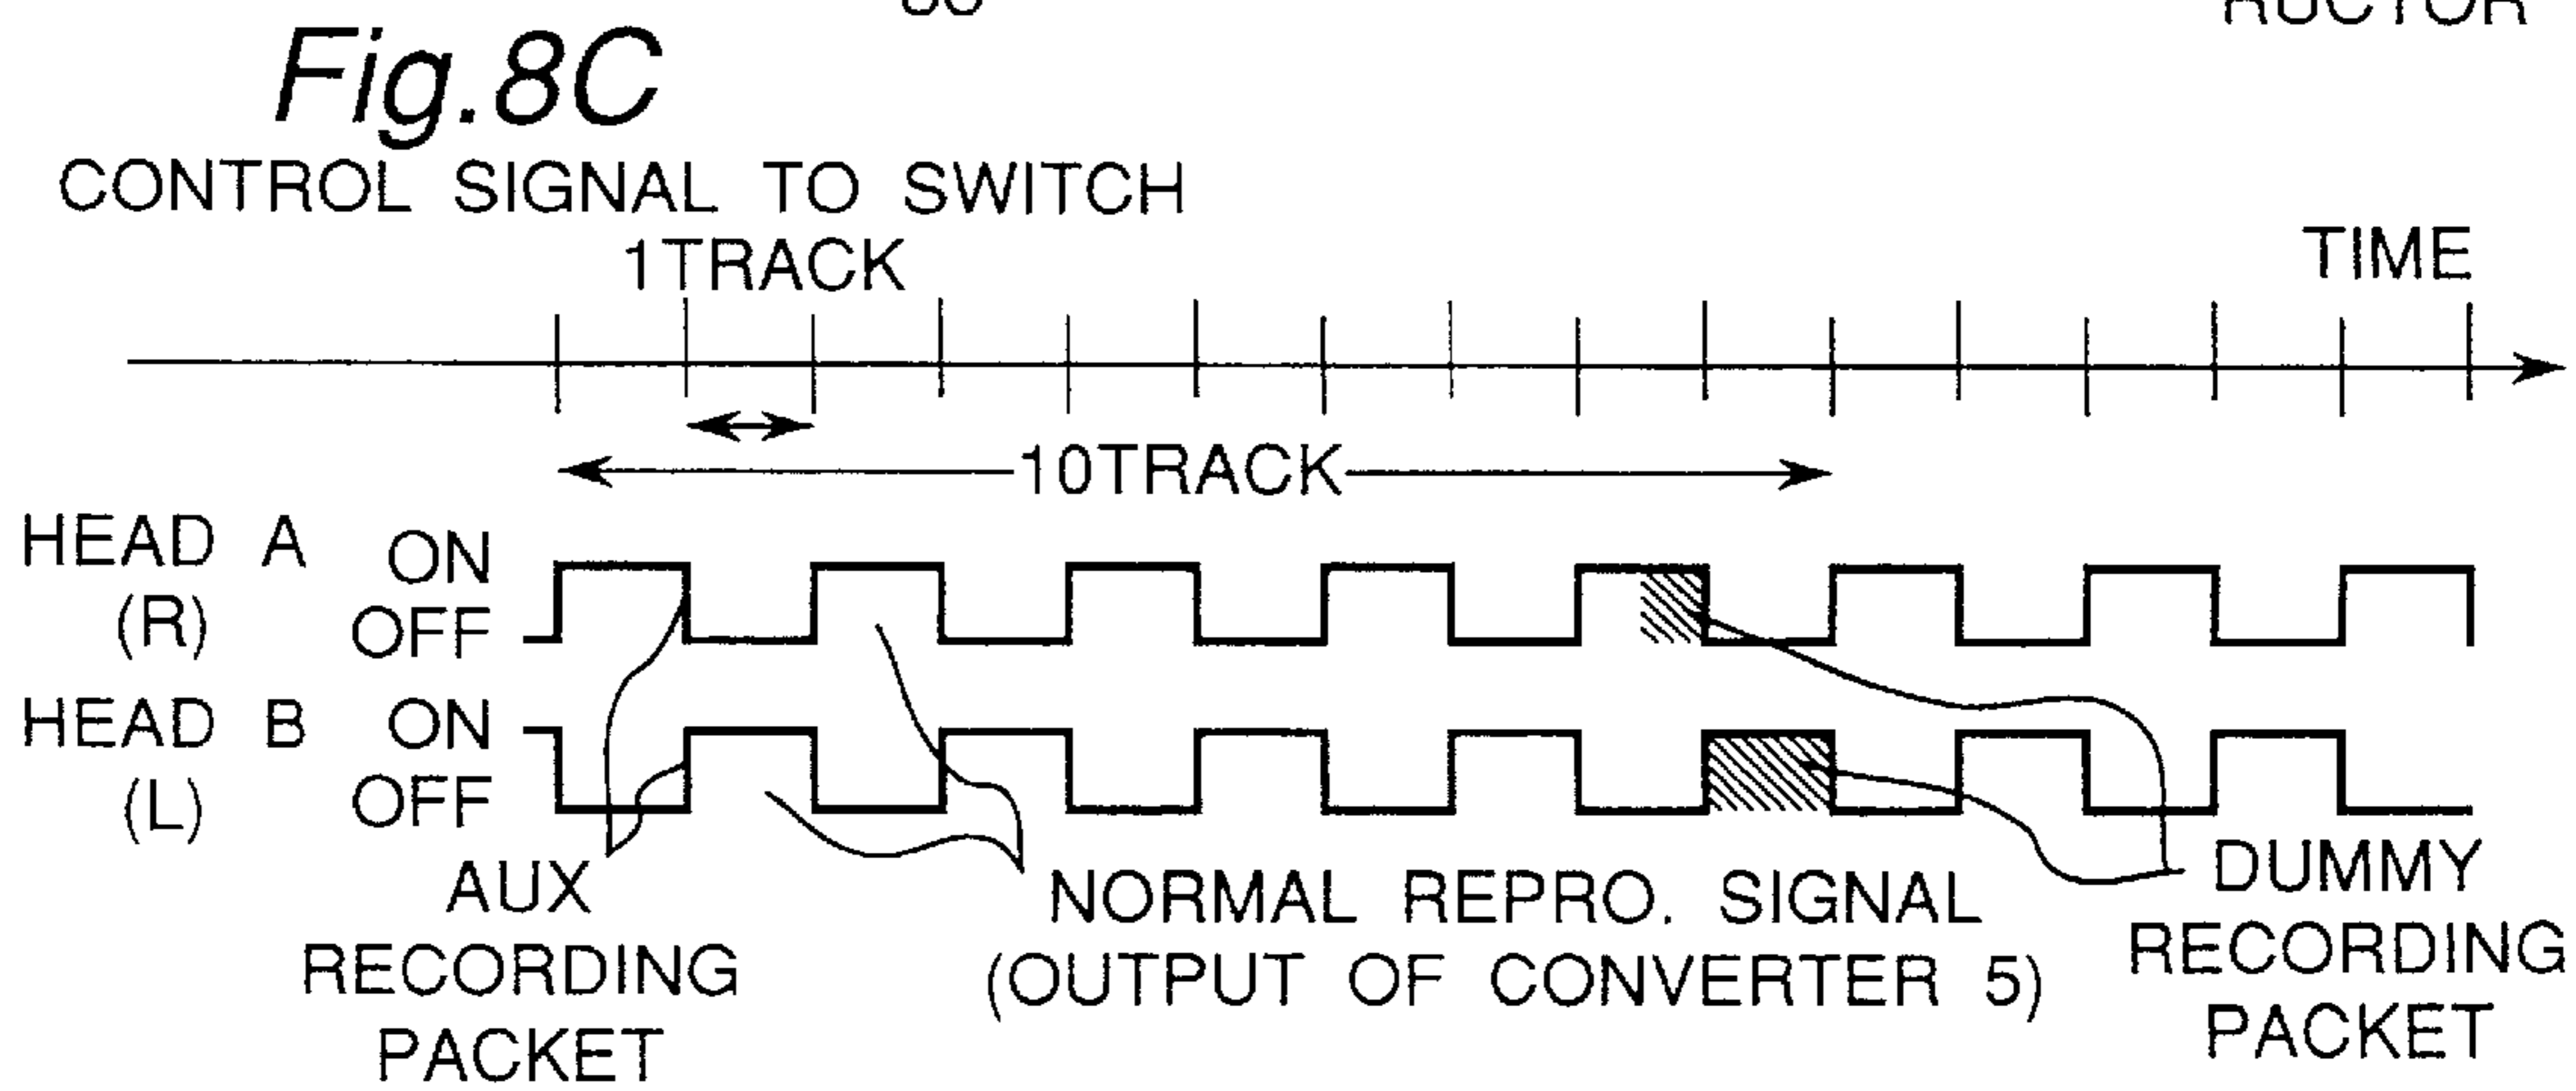 Fig.8C
CONTROL SIGNAL TO SWITCH
1TRACK
TIME
10TRACK
HEAD A ON
(R) OFF
HEAD B ON
(L) OFF
AUX
RECORDING
PACKET
NORMAL REPRO. SIGNAL
(OUTPUT OF CONVERTER 5)
DUMMY
RECORDING
PACKET